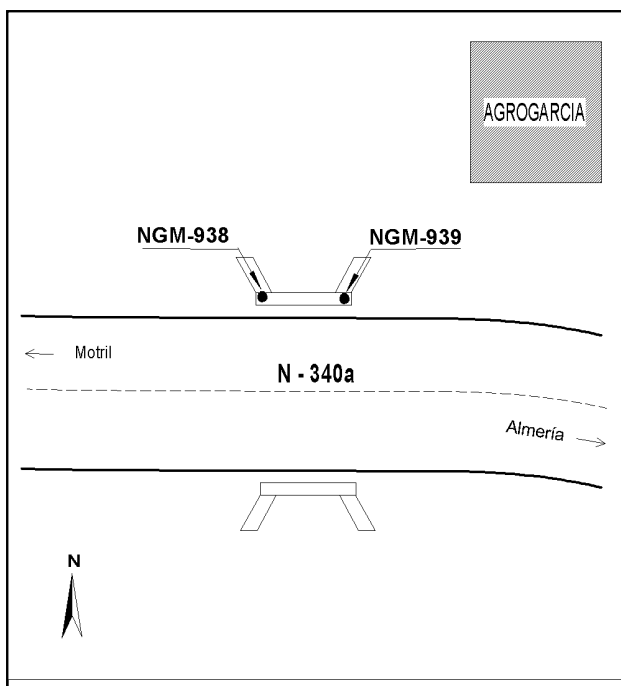 AGROGARCIA
NGM-938
NGM-939
Motril
N - 340a
Almería
N